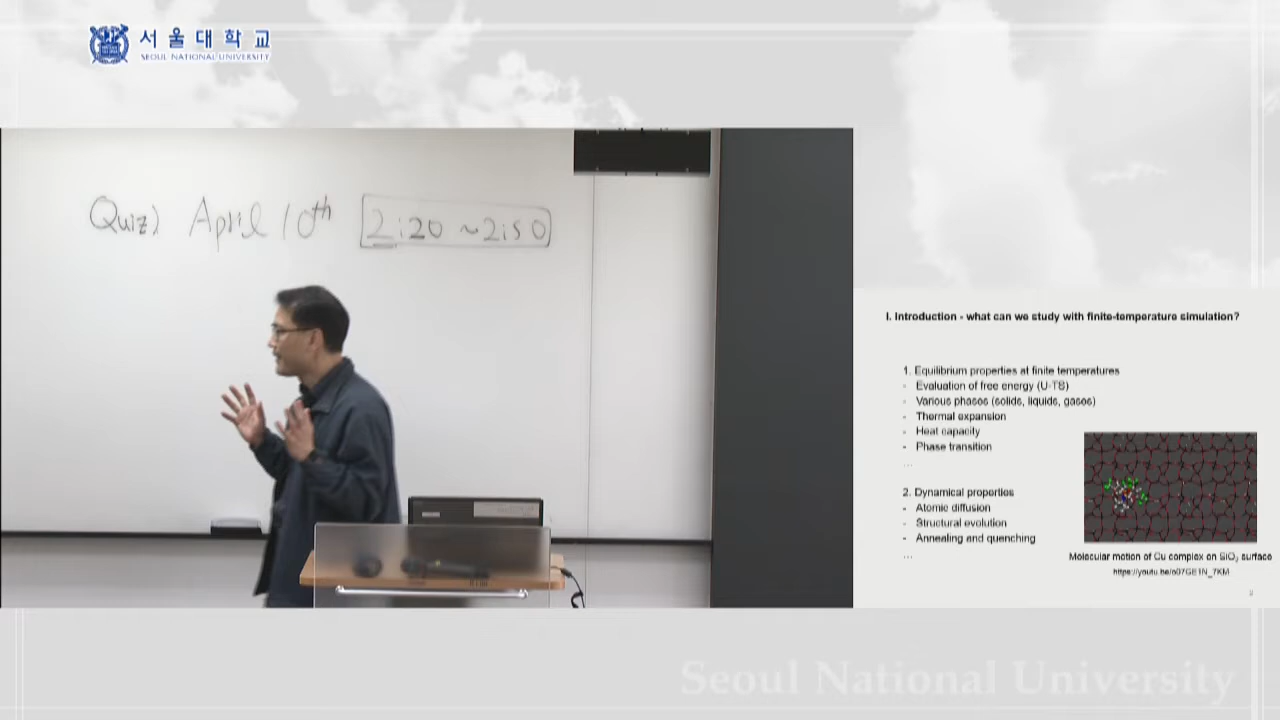 서울대학교
SEOUL NATIONAL UNIVERSITY
Quiz) April 10th 2:20 ~2:50
I. Introduction - what can we study with finite-temperature simulation?
1. Equilibrium properties at finite temperatures
- Evaluation of free energy (U-TS)
- Various phases (solids, liquids, gases)
- Thermal expansion
- Heat capacity
- Phase transition
...
2. Dynamical properties
- Atomic diffusion
- Structural evolution
- Annealing and quenching
...
Molecular motion of Cu complex on SiO₂ surface
Seoul National University